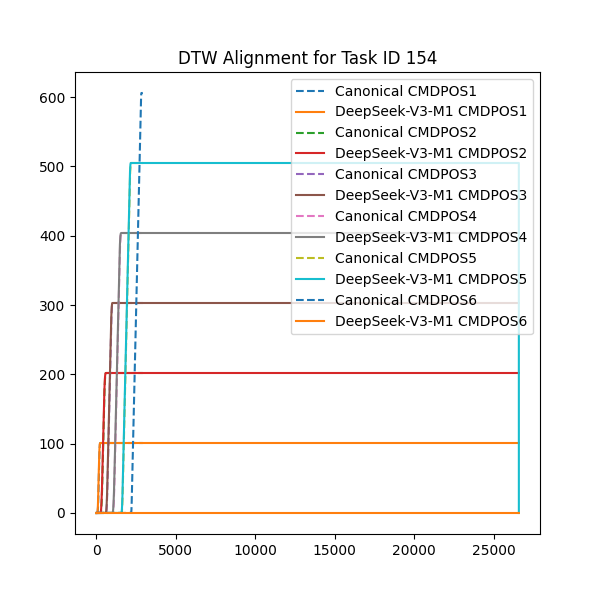 DTW Alignment for Task ID 154
600
500
400
300
200
100
0
0 5000 10000 15000 20000 25000
Canonical CMDPOS1
DeepSeek-V3-M1 CMDPOS1
Canonical CMDPOS2
DeepSeek-V3-M1 CMDPOS2
Canonical CMDPOS3
DeepSeek-V3-M1 CMDPOS3
Canonical CMDPOS4
DeepSeek-V3-M1 CMDPOS4
Canonical CMDPOS5
DeepSeek-V3-M1 CMDPOS5
Canonical CMDPOS6
DeepSeek-V3-M1 CMDPOS6